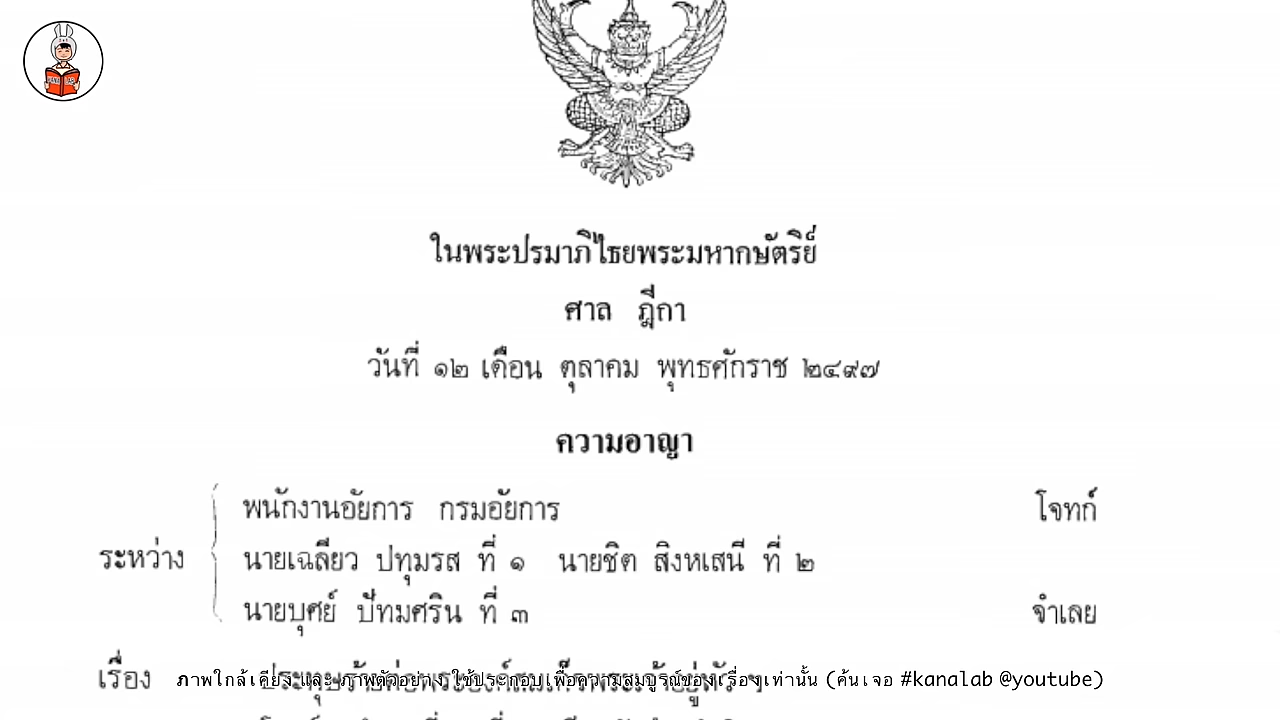 ในพระปรมาภิไธยพระมหากษัตริย์
ศาล ฎีกา
วันที่ ๑๒ เดือน ตุลาคม พุทธศักราช ๒๔๙๗
ความอาญา
พนักงานอัยการ กรมอัยการ โจทก์
ระหว่าง นายเฉลียว ปทุมรส ที่ ๑ นายชิต สิงหเสนี ที่ ๒
นายบุศย์ ปัทมศริน ที่ ๓ จำเลย
เรื่อง
ภาพใกล้เคียง และ ภาพตัวอย่าง ใช้ประกอบเพื่อความสมบูรณ์ของเรื่องเท่านั้น (ค้นเจอ #kanalab @youtube)